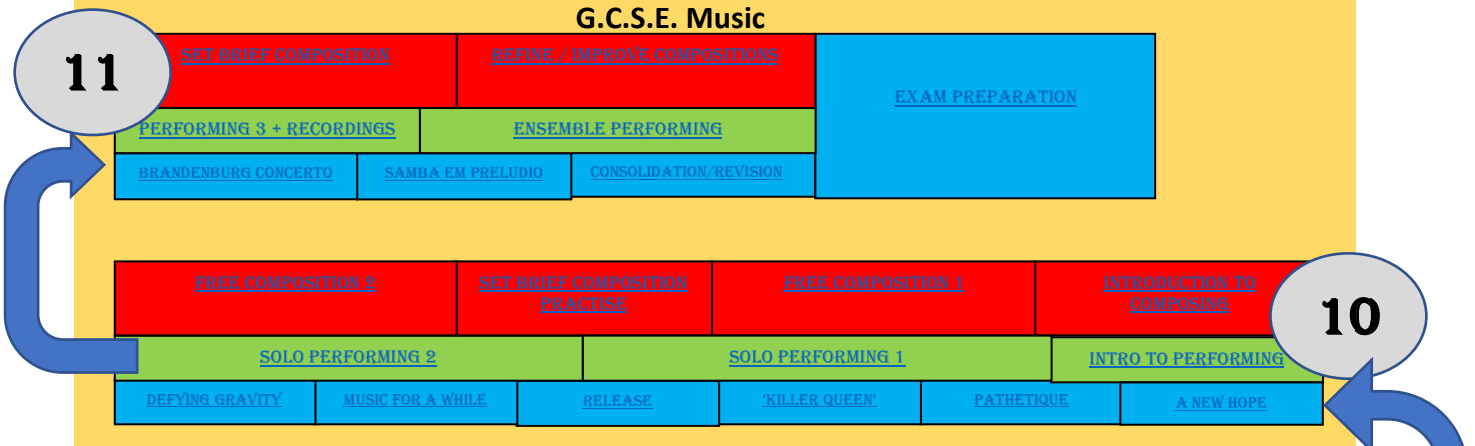 G.C.S.E. Music
11
SET BRIEF COMPOSITION
REFINE / IMPROVE COMPOSITIONS
EXAM PREPARATION
PERFORMING 3 + RECORDINGS
ENSEMBLE PERFORMING
BRANDENBURG CONCERTO
SAMBA EM PRELUDIO
CONSOLIDATION/REVISION
FREE COMPOSITION 2
SET BRIEF COMPOSITION
PRACTISE
FREE COMPOSITION 1
INTRODUCTION TO
COMPOSING
10
SOLO PERFORMING 2
SOLO PERFORMING 1
INTRO TO PERFORMING
DEFYING GRAVITY
MUSIC FOR A WHILE
RELEASE
‘KILLER QUEEN’
PATHETIQUE
A NEW HOPE